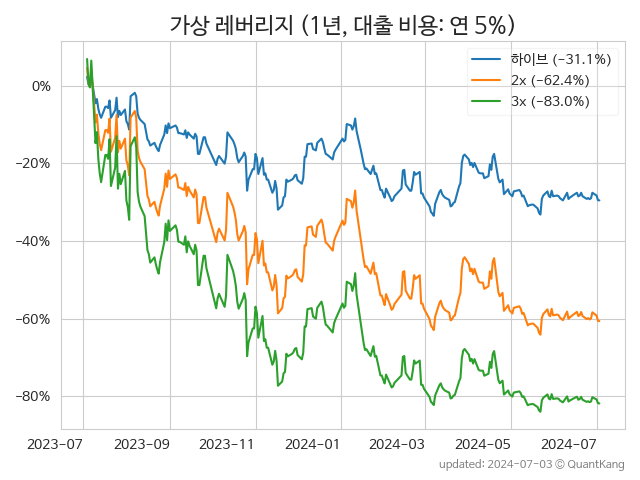 가상 레버리지 (1년, 대출 비용: 연 5%)
하이브 (−31.1%)
2x (−62.4%)
3x (−83.0%)
0%
−20%
−40%
−60%
−80%
2023-07
2023-09
2023-11
2024-01
2024-03
2024-05
2024-07
updated: 2024-07-03 © QuantKang